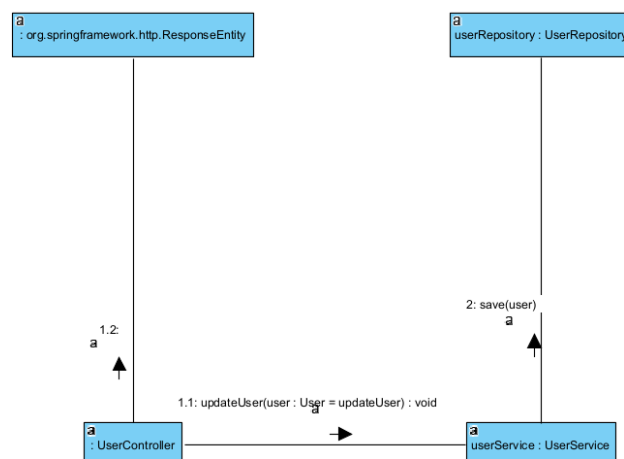 a
: org.springframework.http.ResponseEntity
a
userRepository : UserRepository
1.2:
a
2: save(user)
a
1.1: updateUser(user : User = updateUser) : void
a
a
: UserController
a
userService : UserService